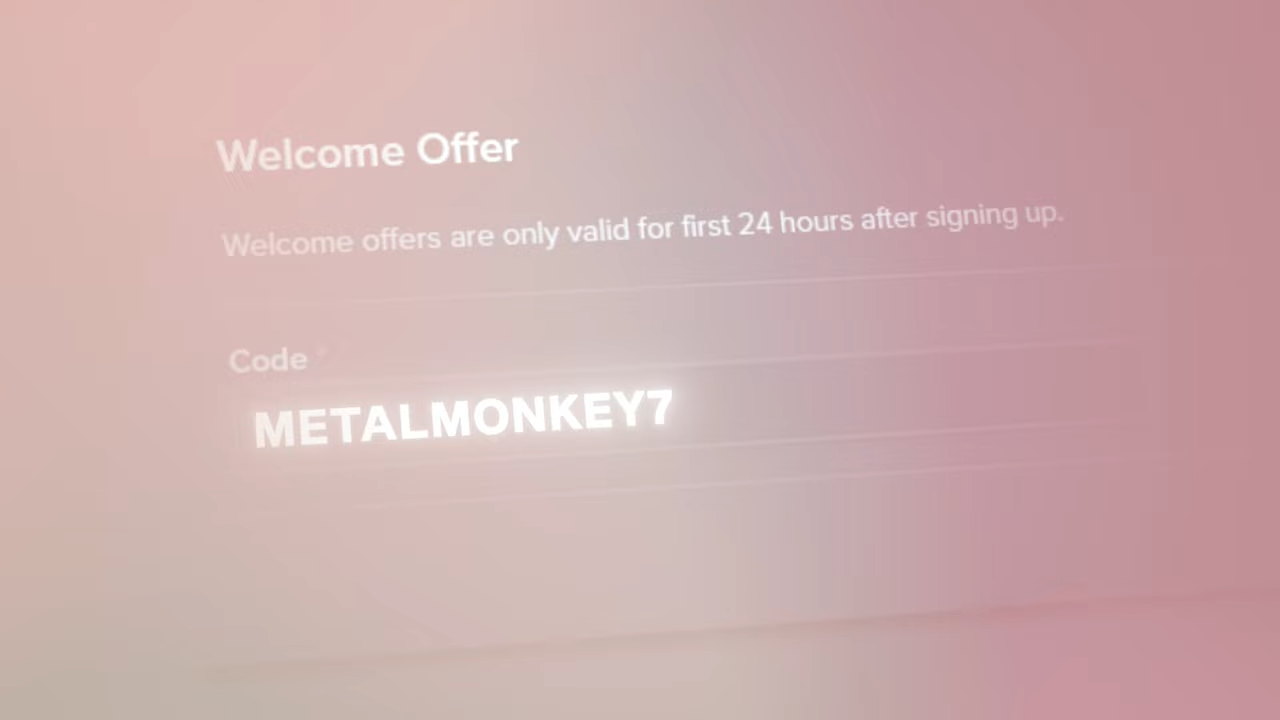 Welcome Offer
Welcome offers are only valid for first 24 hours after signing up.
Code *
METALMONKEY7